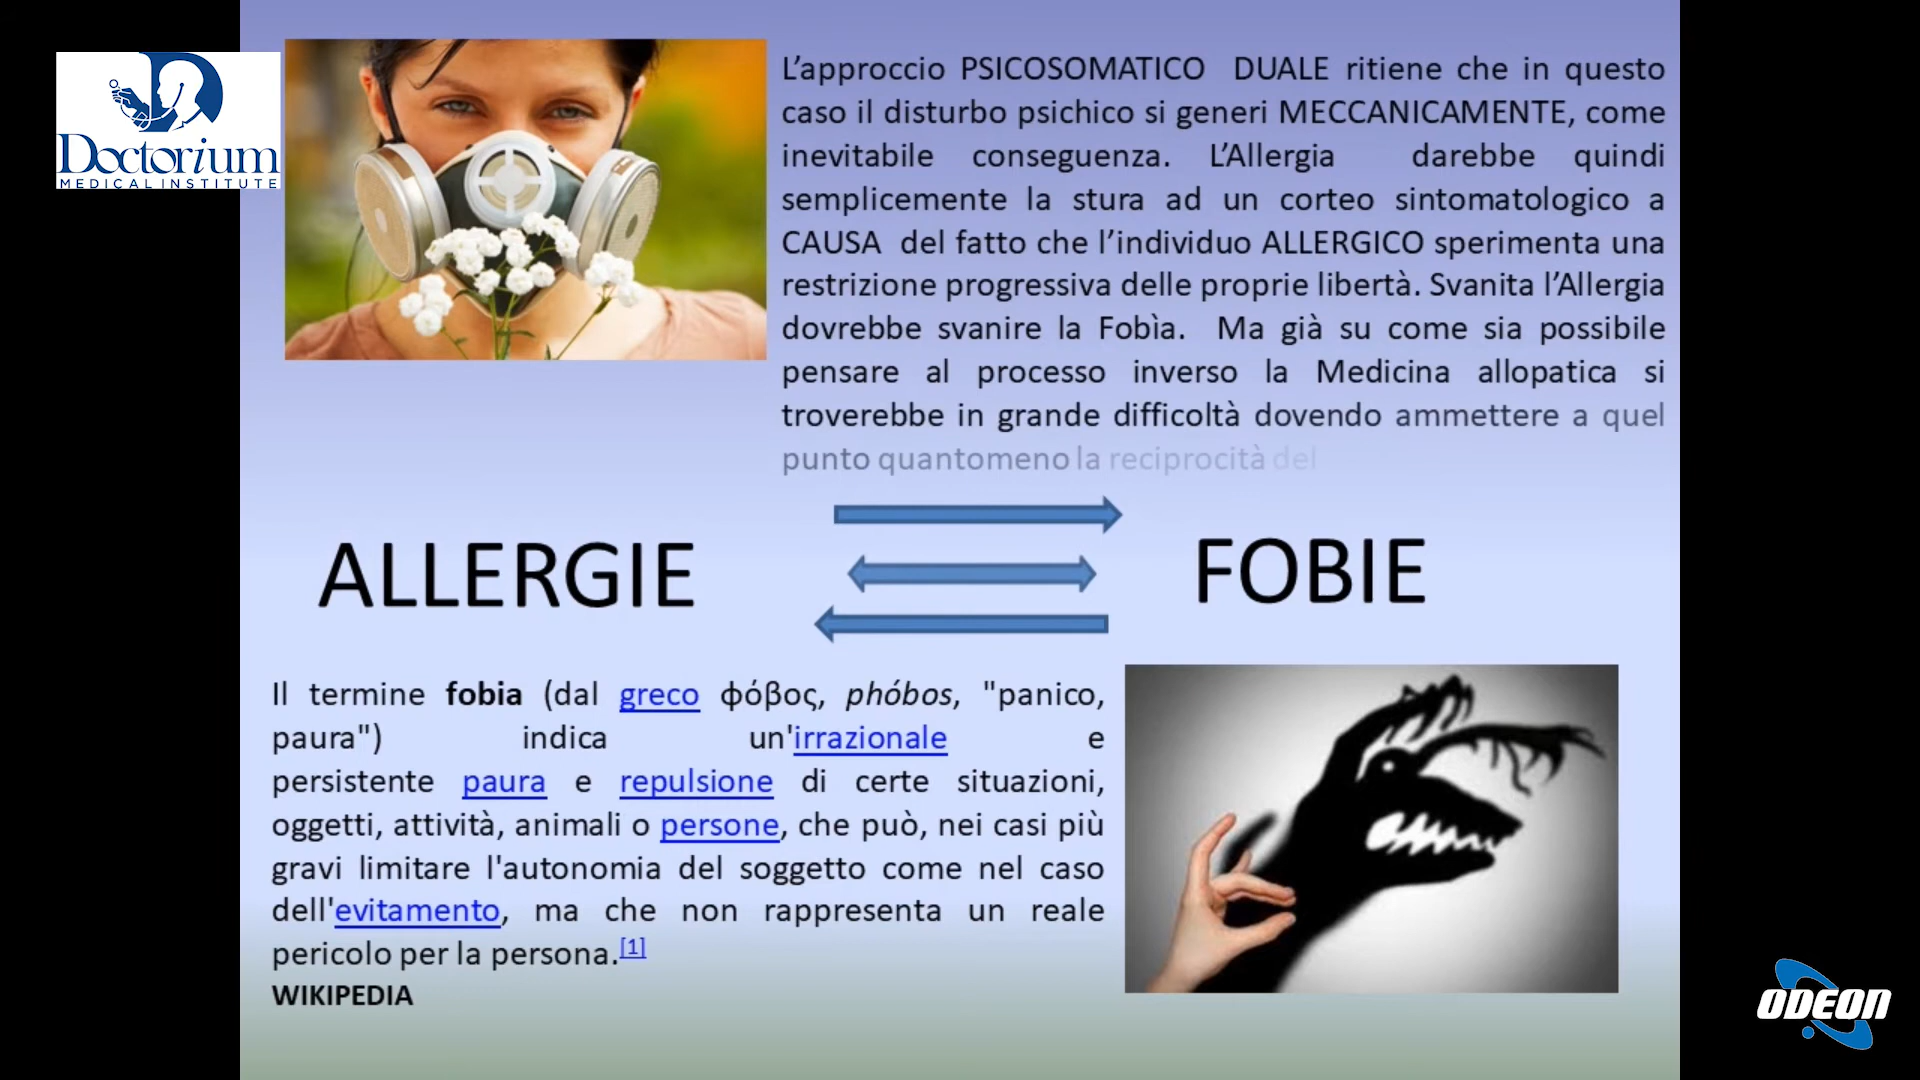 Doctorium
MEDICAL INSTITUTE
L’approccio PSICOSOMATICO DUALE ritiene che in questo
caso il disturbo psichico si generi MECCANICAMENTE, come
inevitabile conseguenza. L’Allergia darebbe quindi
semplicemente la stura ad un corteo sintomatologico a
CAUSA del fatto che l’individuo ALLERGICO sperimenta una
restrizione progressiva delle proprie libertà. Svanita l’Allergia
dovrebbe svanire la Fobìa. Ma già su come sia possibile
pensare al processo inverso la Medicina allopatica si
troverebbe in grande difficoltà dovendo ammettere a quel
punto quantomeno la reciprocità del
ALLERGIE
FOBIE
Il termine fobia (dal greco φόβος, phóbos, "panico,
paura") indica un'irrazionale e
persistente paura e repulsione di certe situazioni,
oggetti, attività, animali o persone, che può, nei casi più
gravi limitare l'autonomia del soggetto come nel caso
dell'evitamento, ma che non rappresenta un reale
pericolo per la persona.[1]
WIKIPEDIA
ODEON